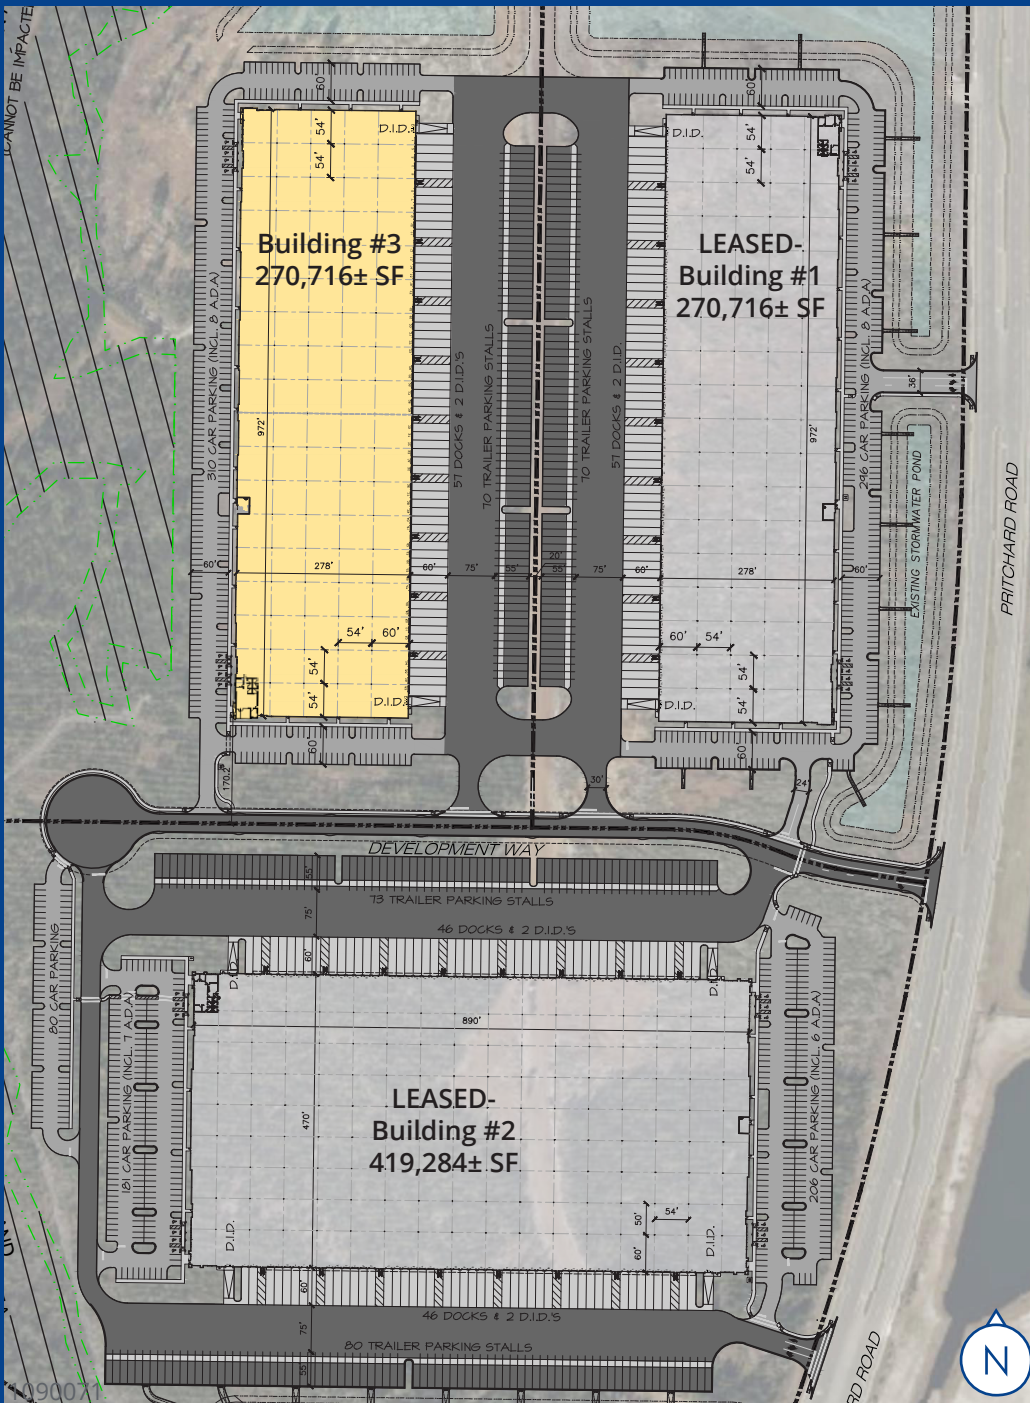 CANNOT BE IMPACTE
60'
60'
D.I.D.
54'
54'
D.I.D.
54'
54'
Building #3
270,716± SF
LEASED-
Building #1
270,716± SF
310 CAR PARKING (INCL. 8 A.D.A)
57 DOCKS & 2 D.I.D.'S
70 TRAILER PARKING STALLS
70 TRAILER PARKING STALLS
57 DOCKS & 2 D.I.D.
296 CAR PARKING (INCL. 8 A.D.A)
36'
972'
972'
EXISTING STORMWATER POND
PRITCHARD ROAD
60'
278'
60'
75'
55'
20'
55'
75'
60'
278'
60'
54'
60'
60'
54'
54'
54'
54'
54'
D.I.D.
D.I.D.
60'
60'
170.2'
30'
24'
DEVELOPMENT WAY
55'
73 TRAILER PARKING STALLS
75'
46 DOCKS & 2 D.I.D.'S
60'
D.I.D.
D.I.D.
80 CAR PARKING
181 CAR PARKING (INCL. 7 A.D.A)
890'
206 CAR PARKING (INCL. 6 A.D.A)
LEASED-
Building #2
419,284± SF
470'
50'
54'
60'
D.I.D.
D.I.D.
60'
46 DOCKS & 2 D.I.D.'S
75'
80 TRAILER PARKING STALLS
55'
RD ROAD
N
1090071